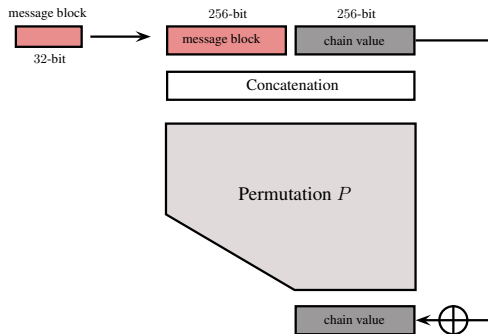 message block
32-bit
256-bit
256-bit
message block
chain value
Concatenation
Permutation P
chain value